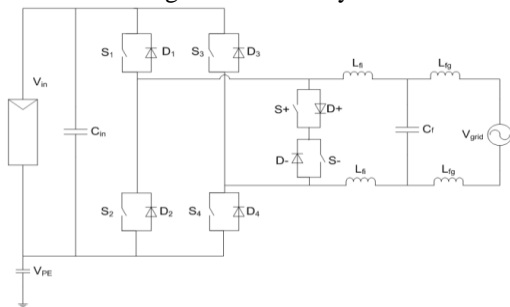 S1
D1
S3
D3
Vin
Cin
S+
D+
D-
S-
Lfi
Lfg
Cf
Vgrid
Lfi
Lfg
S2
D2
S4
D4
VPE